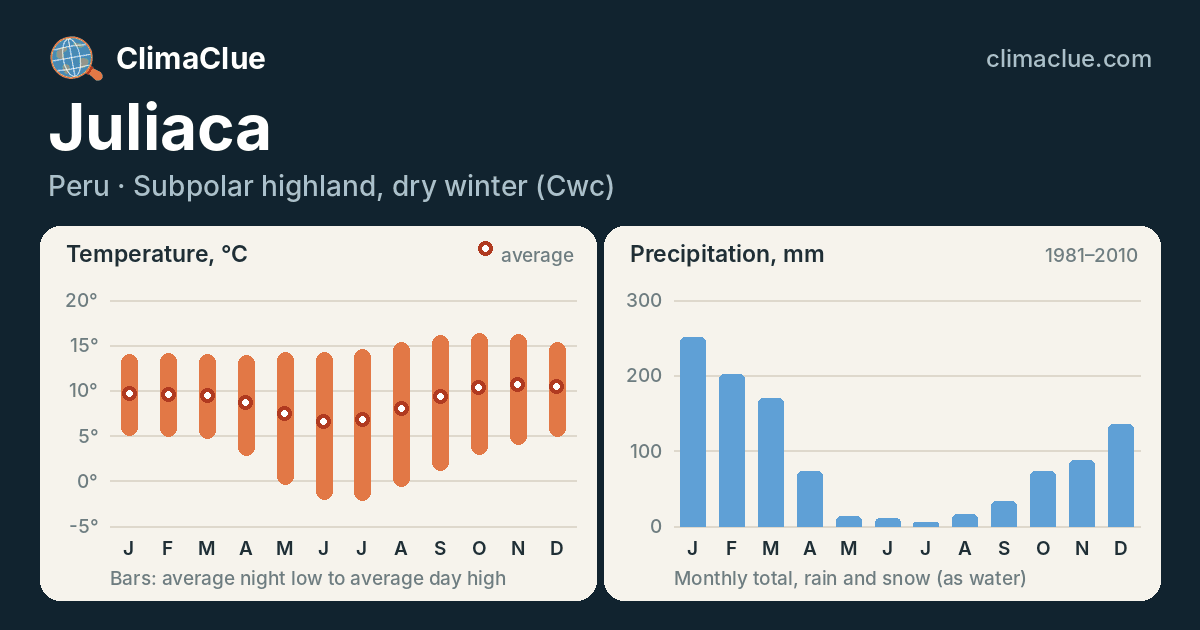 ClimaClue
climaclue.com
Juliaca
Peru · Subpolar highland, dry winter (Cwc)
Temperature, °C
average
20°
15°
10°
5°
0°
-5°
J F M A M J J A S O N D
Bars: average night low to average day high
Precipitation, mm
1981–2010
300
200
100
0
J F M A M J J A S O N D
Monthly total, rain and snow (as water)